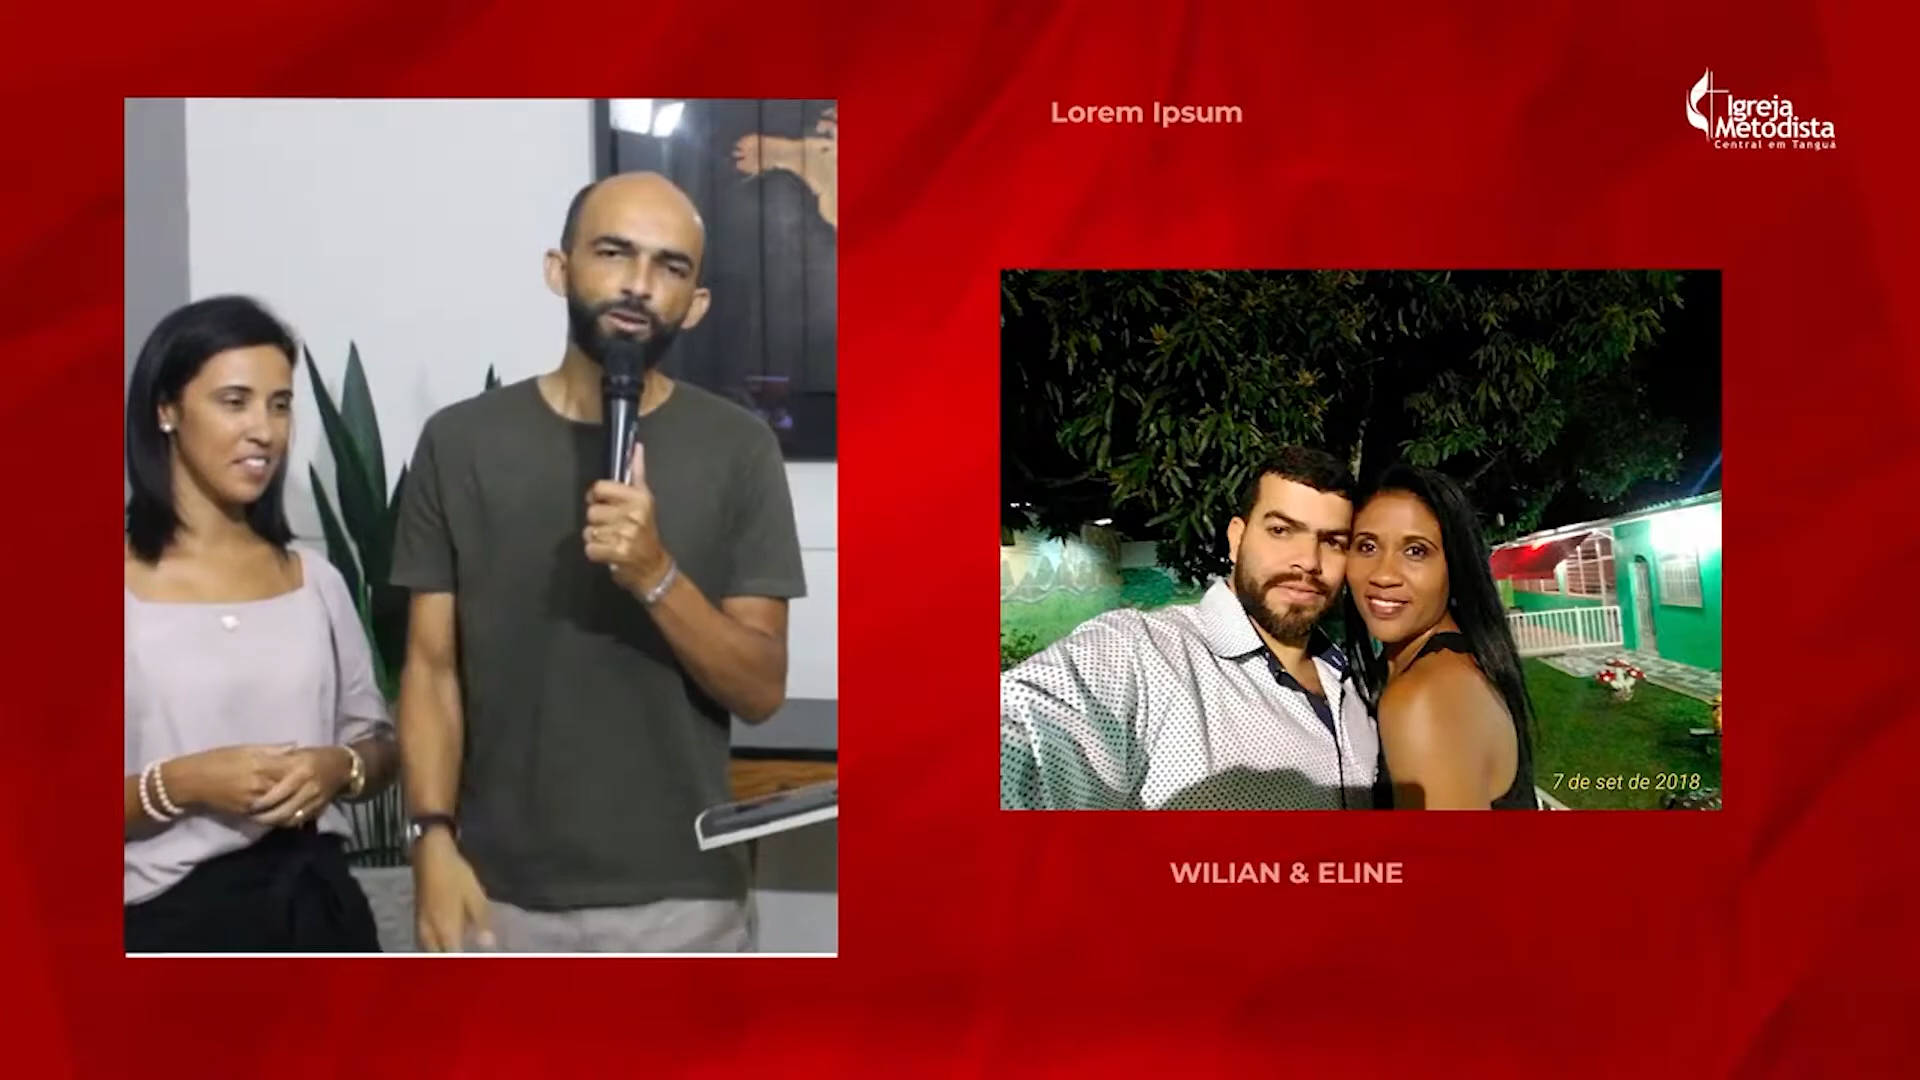 Lorem Ipsum
Igreja
Metodista
Central em Tanguá
7 de set de 2018
WILIAN & ELINE